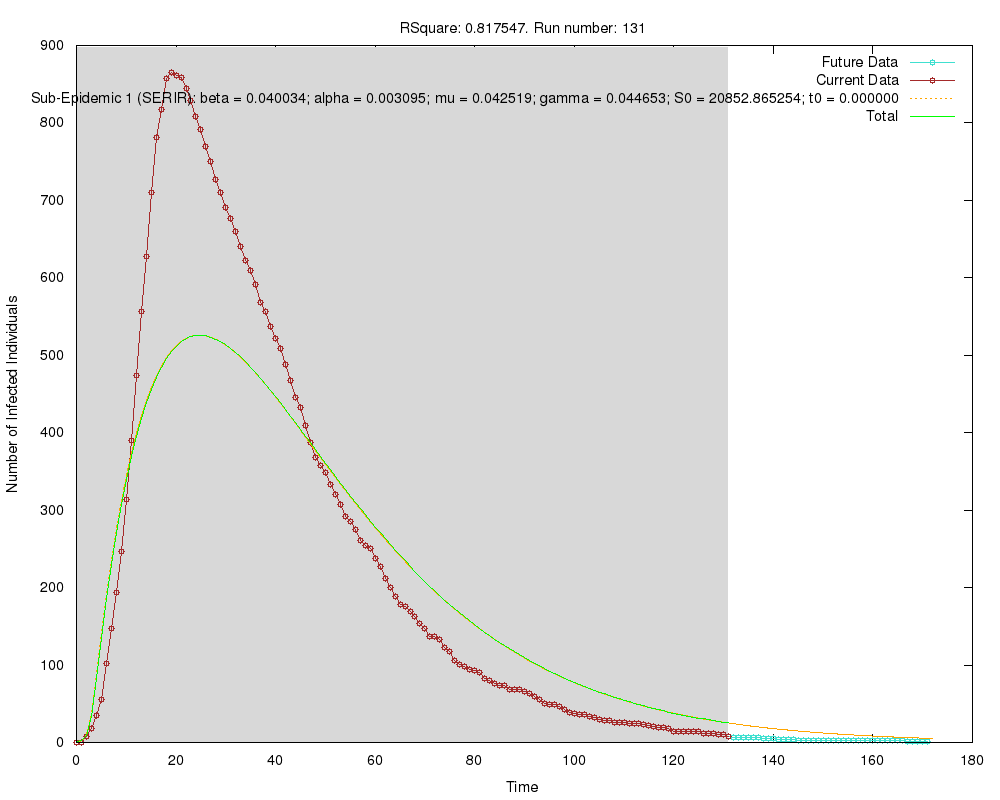 RSquare: 0.817547. Run number: 131
Future Data
Current Data
Sub-Epidemic 1 (SERIR): beta = 0.040034; alpha = 0.003095; mu = 0.042519; gamma = 0.044653; S0 = 20852.865254; t0 = 0.000000
Total
Number of Infected Individuals
900
800
700
600
500
400
300
200
100
0
0 20 40 60 80 100 120 140 160 180
Time